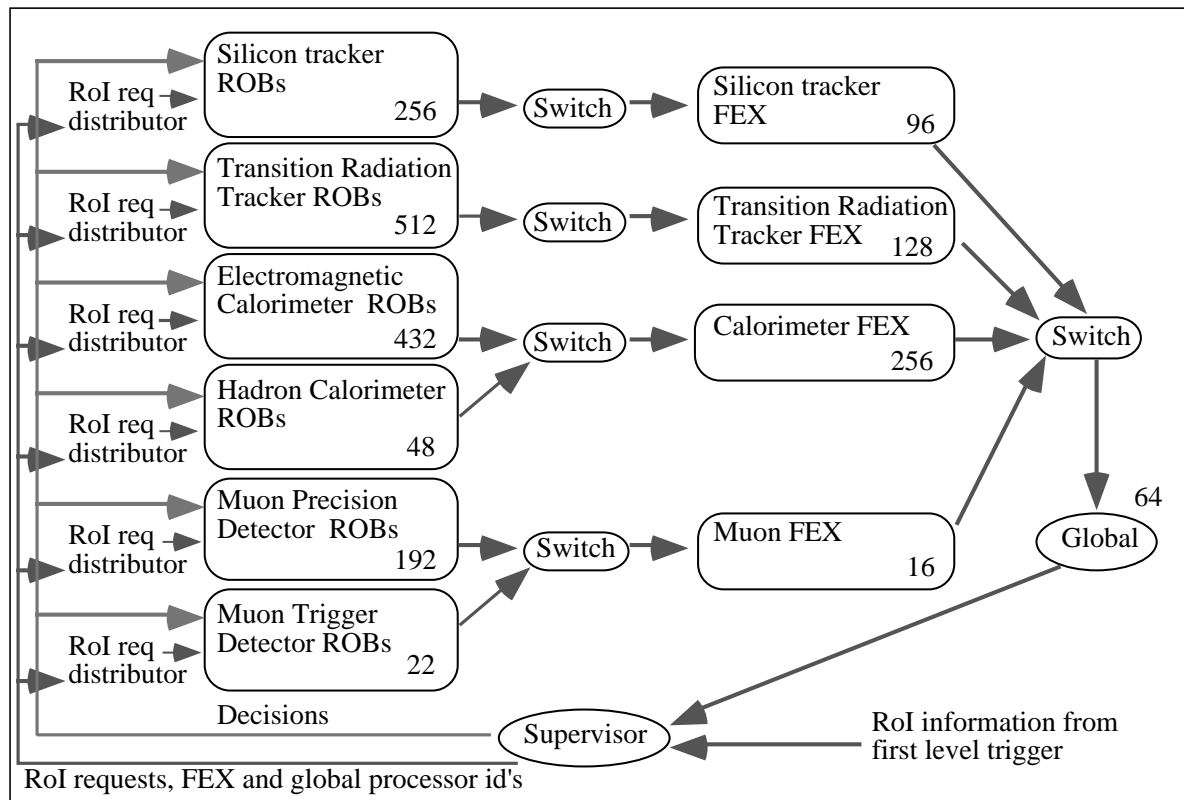 Silicon tracker
ROBs
256
RoI req
distributor
Switch
Silicon tracker
FEX
96
Transition Radiation
Tracker ROBs
512
RoI req
distributor
Switch
Transition Radiation
Tracker FEX
128
Electromagnetic
Calorimeter ROBs
432
RoI req
distributor
Switch
Calorimeter FEX
256
Switch
Hadron Calorimeter
ROBs
48
RoI req
distributor
Muon Precision
Detector ROBs
192
RoI req
distributor
Switch
Muon FEX
16
64
Global
Muon Trigger
Detector ROBs
22
RoI req
distributor
Decisions
Supervisor
RoI information from
first level trigger
RoI requests, FEX and global processor id's